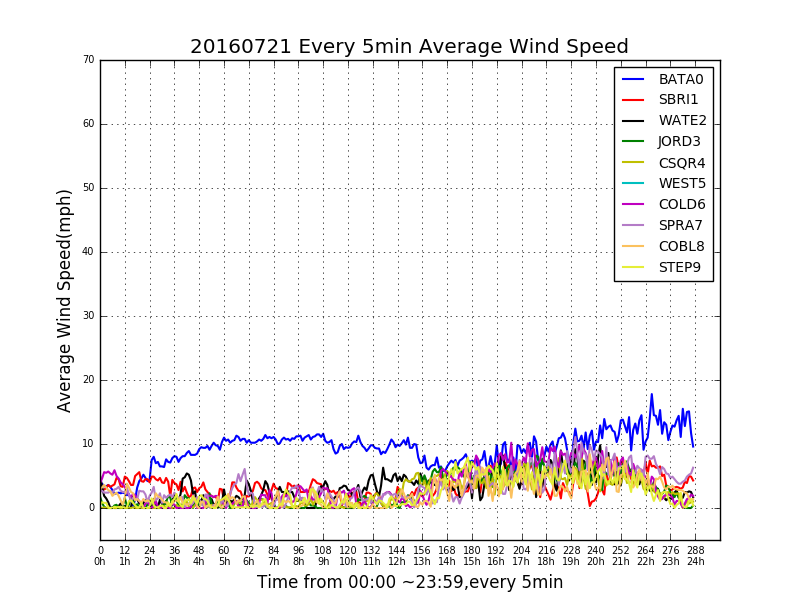 20160721 Every 5min Average Wind Speed
70
60
50
40
30
20
10
0
Average Wind Speed(mph)
BATA0
SBRI1
WATE2
JORD3
CSQR4
WEST5
COLD6
SPRA7
COBL8
STEP9
0 12 24 36 48 60 72 84 96 108 120 132 144 156 168 180 192 204 216 228 240 252 264 276 288
0h 1h 2h 3h 4h 5h 6h 7h 8h 9h 10h 11h 12h 13h 14h 15h 16h 17h 18h 19h 20h 21h 22h 23h 24h
Time from 00:00 ~23:59,every 5min